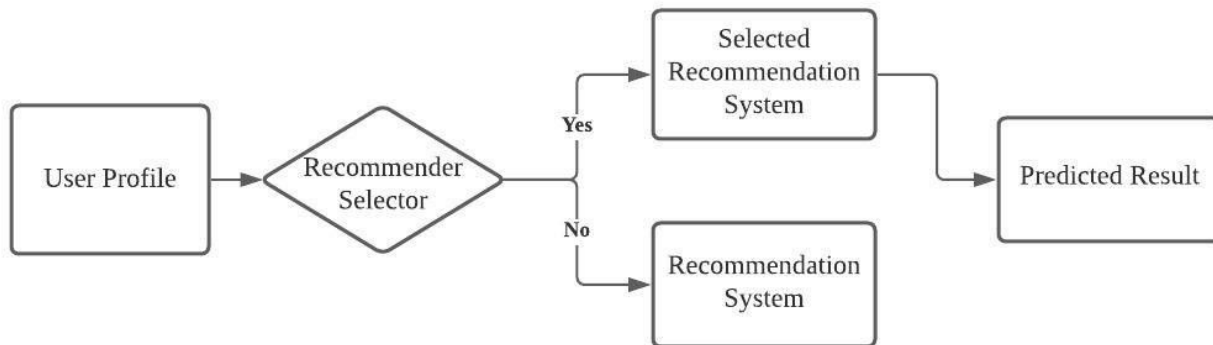 User Profile
Recommender
Selector
Yes
No
Selected
Recommendation
System
Recommendation
System
Predicted Result